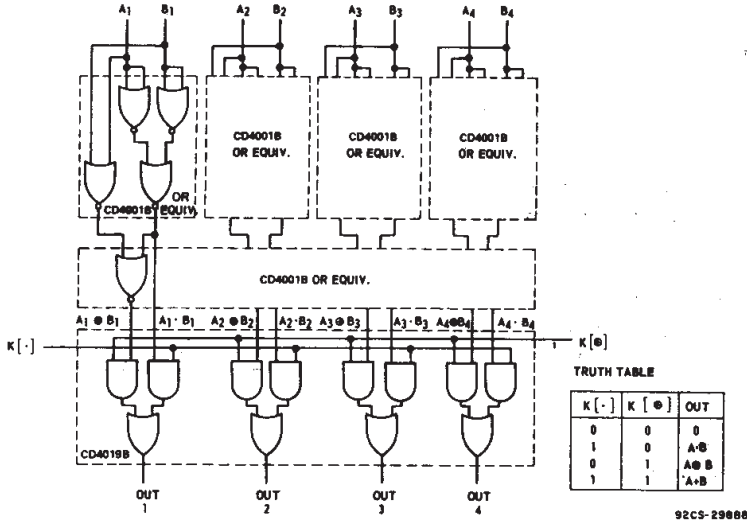 A1 B1 A2 B2 A3 B3 A4 B4
CD4001B
OR EQUIV.
CD4001B
OR EQUIV.
CD4001B
OR EQUIV.
OR
CD4001B EQUIV.
CD4001B OR EQUIV.
A1 ⊕ B1 A1 · B1 A2 ⊕ B2 A2 · B2 A3 ⊕ B3 A3 · B3 A4 ⊕ B4 A4 · B4
K [·] K [⊕]
CD4019B
OUT
1
OUT
2
OUT
3
OUT
4
TRUTH TABLE
K [·] K [⊕] OUT
0 0 0
1 0 A·B
0 1 A⊕B
1 1 A+B
92CS-29888